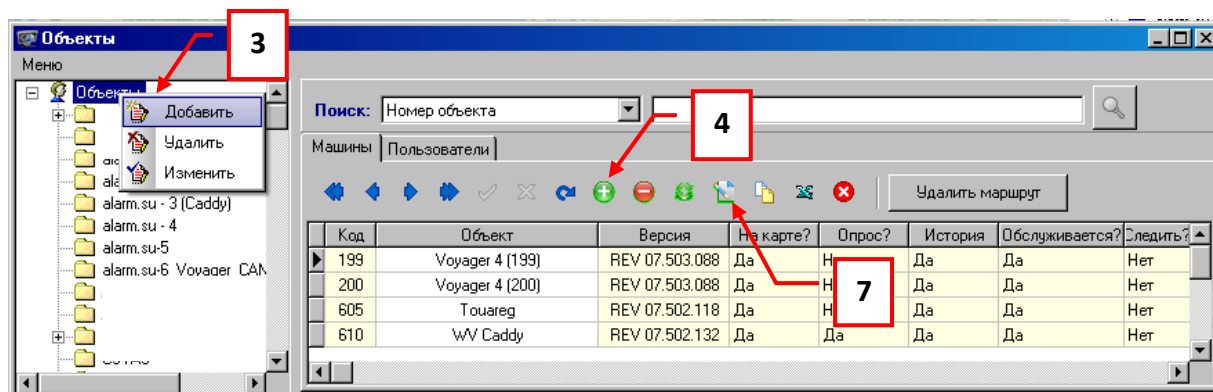 Объекты
3
Меню
Объекты
Добавить
Удалить
Изменить
alarm.su - 3 (Caddy)
alarm.su - 4
alarm.su-5
alarm.su-6 Voyager CAN
Поиск: Номер объекта
4
Машины Пользователи
Удалить маршрут
Код Объект Версия На карте? Опрос? История Обслуживается? Следить?
199 Voyager 4 (199) REV 07.503.088 Да Да Да Нет
200 Voyager 4 (200) REV 07.503.088 Да Да Да Нет
605 Touareg REV 07.502.118 Да Да Да Нет
610 WV Caddy REV 07.502.132 Да Да Да Да Нет
7